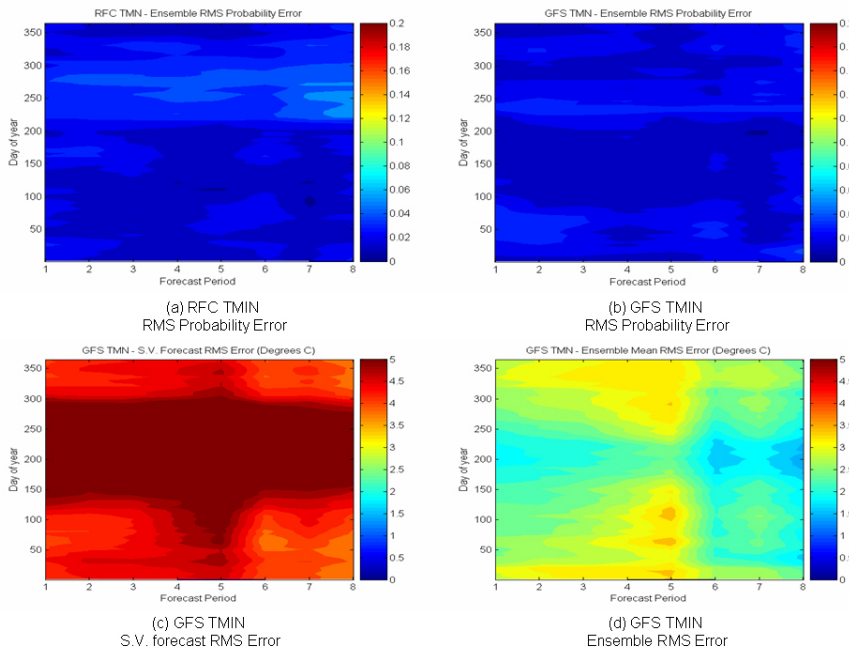 RFC TMN - Ensemble RMS Probability Error
350
300
250
200
150
100
50
1 2 3 4 5 6 7 8
0.2
0.18
0.16
0.14
0.12
0.1
0.08
0.06
0.04
0.02
0
Day of year
Forecast Period
(a) RFC TMIN
RMS Probability Error
GFS TMN - Ensemble RMS Probability Error
350
300
250
200
150
100
50
1 2 3 4 5 6 7 8
Day of year
Forecast Period
(b) GFS TMIN
RMS Probability Error
GFS TMN - S.V. Forecast RMS Error (Degrees C)
350
300
250
200
150
100
50
1 2 3 4 5 6 7 8
5
4.5
4
3.5
3
2.5
2
1.5
1
0.5
0
Day of year
Forecast Period
(c) GFS TMIN
S.V. forecast RMS Error
GFS TMN - Ensemble Mean RMS Error (Degrees C)
350
300
250
200
150
100
50
1 2 3 4 5 6 7 8
Day of year
Forecast Period
(d) GFS TMIN
Ensemble RMS Error